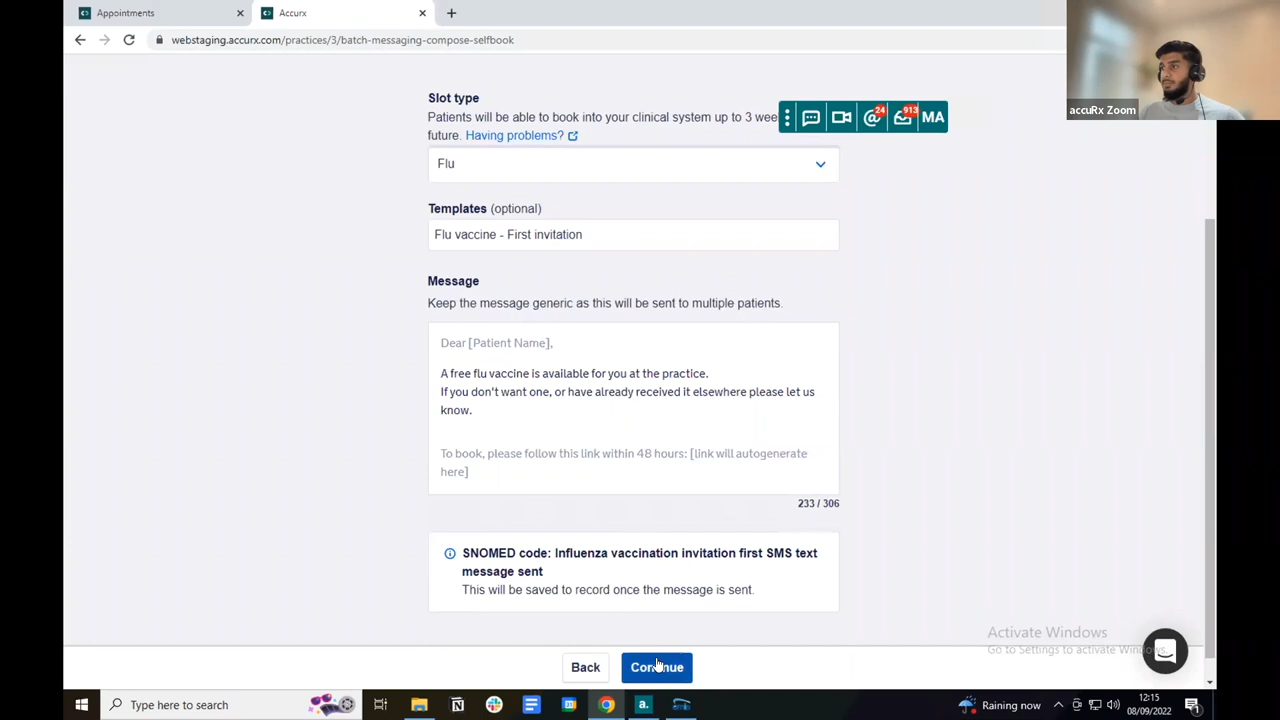 Appointments
Accurx
webstaging.accurx.com/practices/3/batch-messaging-compose-selfbook
accuRx Zoom
Slot type
Patients will be able to book into your clinical system up to 3 wee
future. Having problems?
24
913
MA
Flu
Templates (optional)
Flu vaccine - First invitation
Message
Keep the message generic as this will be sent to multiple patients.
Dear [Patient Name],
A free flu vaccine is available for you at the practice.
If you don't want one, or have already received it elsewhere please let us
know.
To book, please follow this link within 48 hours: [link will autogenerate
here]
233 / 306
SNOMED code: Influenza vaccination invitation first SMS text
message sent
This will be saved to record once the message is sent.
Activate Windows
Go to Settings to activate Windows.
Back
Continue
Type here to search
a.
Raining now
12:15
08/09/2022
1